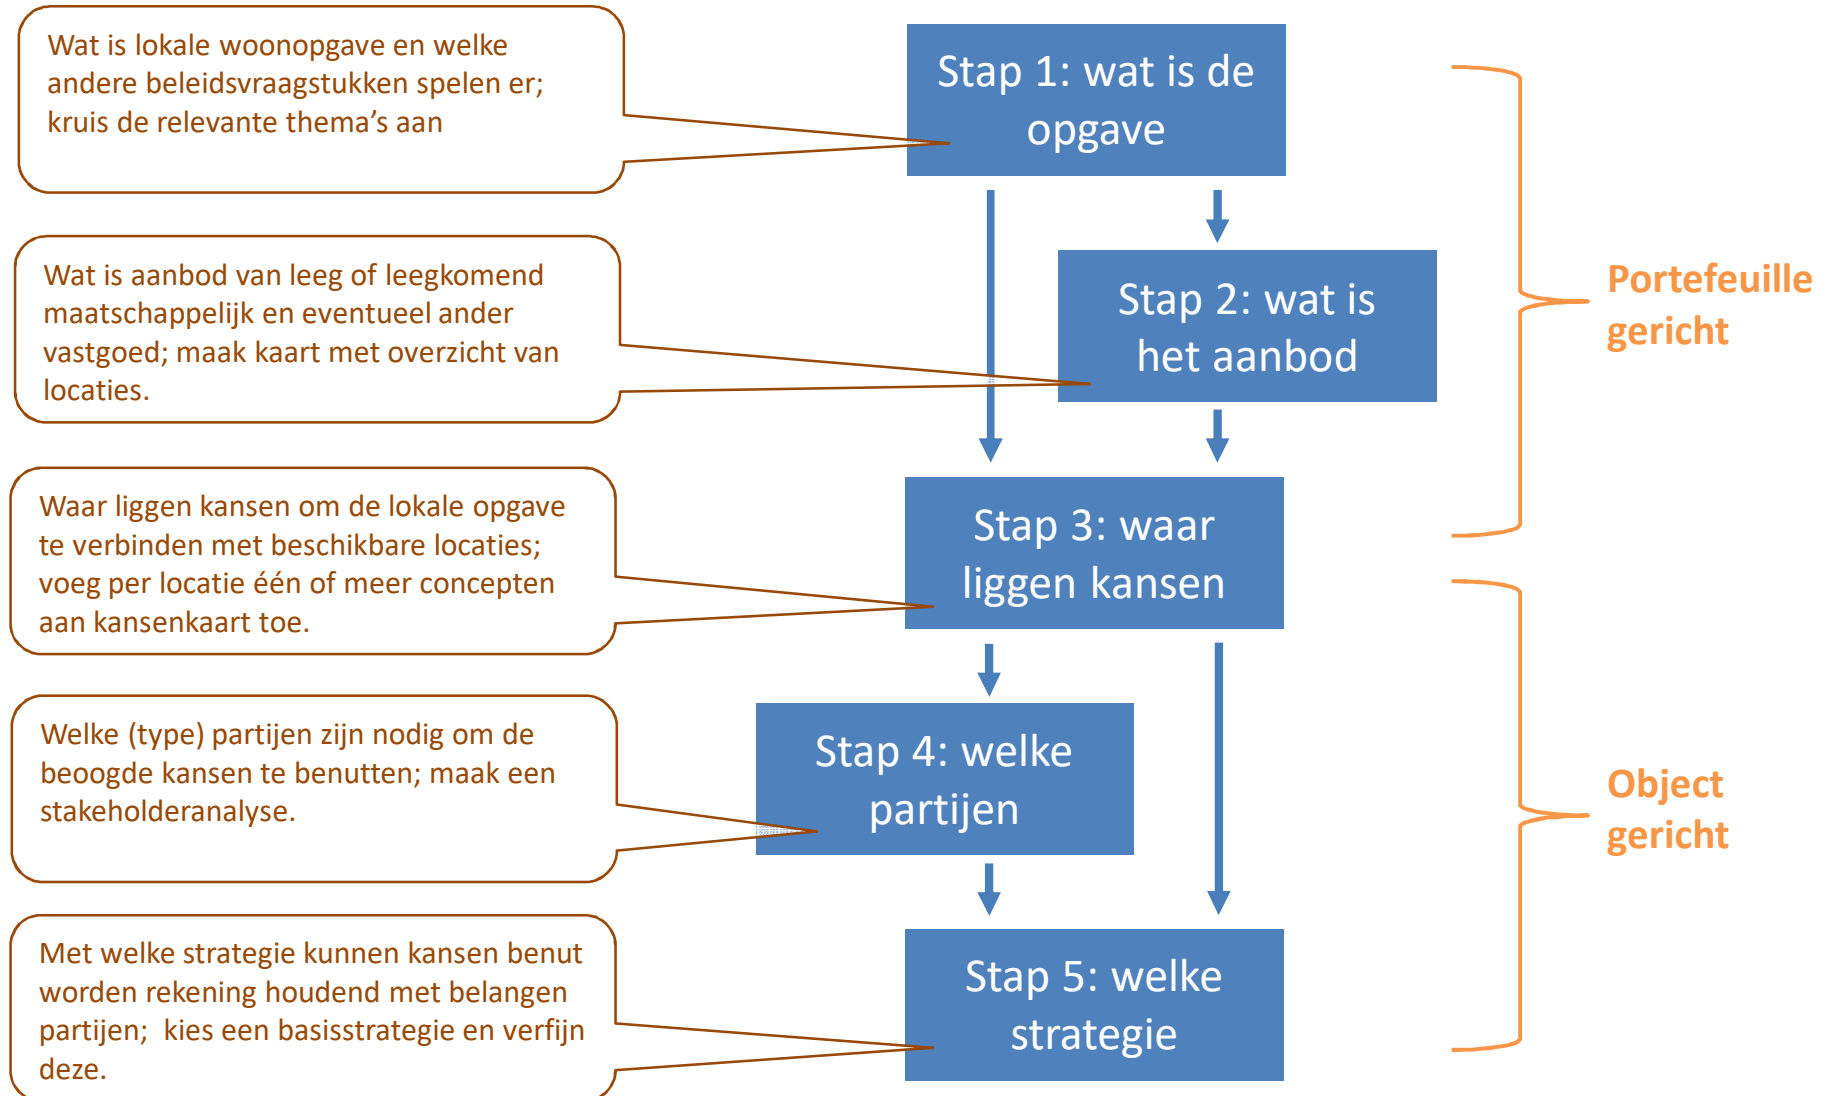 Wat is lokale woonopgave en welke
andere beleidsvraagstukken spelen er;
kruis de relevante thema’s aan
Stap 1: wat is de
opgave
Wat is aanbod van leeg of leegkomend
maatschappelijk en eventueel ander
vastgoed; maak kaart met overzicht van
locaties.
Stap 2: wat is
het aanbod
Portefeuille
gericht
Waar liggen kansen om de lokale opgave
te verbinden met beschikbare locaties;
voeg per locatie één of meer concepten
aan kansenkaart toe.
Stap 3: waar
liggen kansen
Welke (type) partijen zijn nodig om de
beoogde kansen te benutten; maak een
stakeholderanalyse.
Stap 4: welke
partijen
Object
gericht
Met welke strategie kunnen kansen benut
worden rekening houdend met belangen
partijen;  kies een basisstrategie en verfijn
deze.
Stap 5: welke
strategie